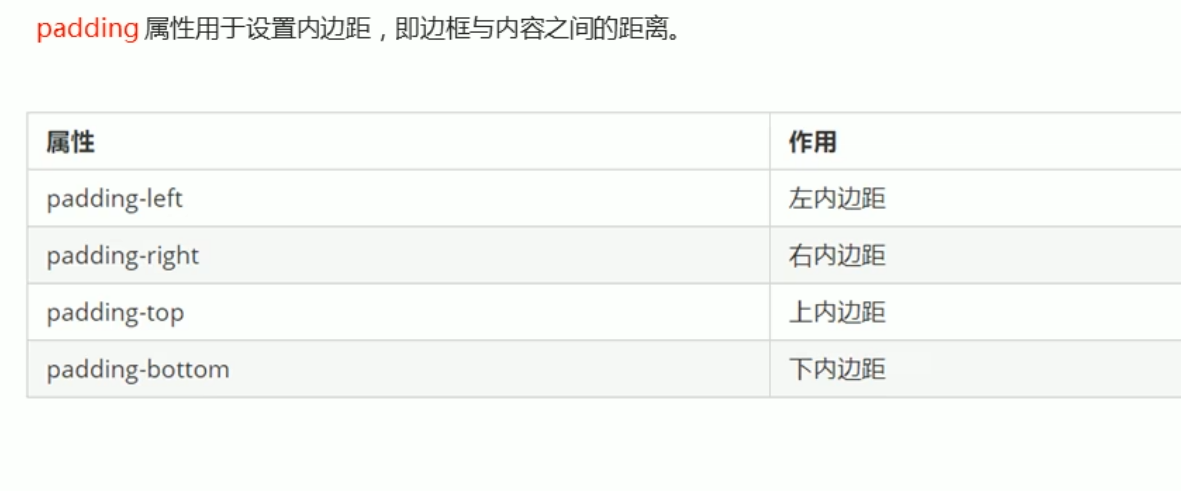 padding 属性用于设置内边距，即边框与内容之间的距离。
属性 作用
padding-left 左内边距
padding-right 右内边距
padding-top 上内边距
padding-bottom 下内边距